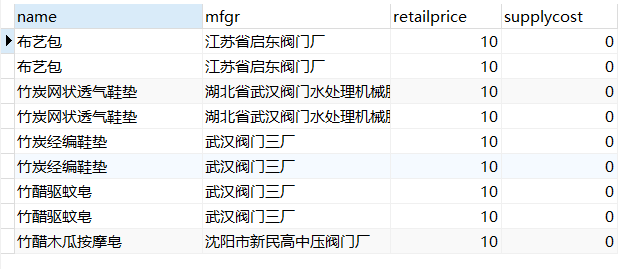 name mfgr retailprice supplycost
布艺包 江苏省启东阀门厂 10 0
布艺包 江苏省启东阀门厂 10 0
竹炭网状透气鞋垫 湖北省武汉阀门水处理机械 10 0
竹炭网状透气鞋垫 湖北省武汉阀门水处理机械 10 0
竹炭经编鞋垫 武汉阀门三厂 10 0
竹炭经编鞋垫 武汉阀门三厂 10 0
竹醋驱蚊皂 武汉阀门三厂 10 0
竹醋驱蚊皂 武汉阀门三厂 10 0
竹醋木瓜按摩皂 沈阳市新民高中压阀门厂 10 0